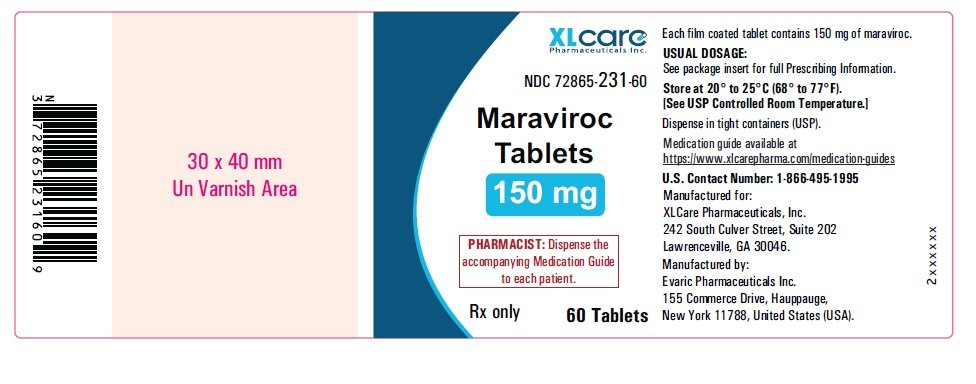 N
3 72865 23160 9
30 x 40 mm
Un Varnish Area
XLcare
Pharmaceuticals Inc.
NDC 72865-231-60
Maraviroc
Tablets
150 mg
PHARMACIST: Dispense the
accompanying Medication Guide
to each patient.
Rx only
60 Tablets
Each film coated tablet contains 150 mg of maraviroc.
USUAL DOSAGE:
See package insert for full Prescribing Information.
Store at 20° to 25°C (68° to 77°F).
[See USP Controlled Room Temperature.]
Dispense in tight containers (USP).
Medication guide available at
https://www.xlcarepharma.com/medication-guides
U.S. Contact Number: 1-866-495-1995
Manufactured for:
XLCare Pharmaceuticals, Inc.
242 South Culver Street, Suite 202
Lawrenceville, GA 30046.
Manufactured by:
Evaric Pharmaceuticals Inc.
155 Commerce Drive, Hauppauge,
New York 11788, United States (USA).
2xxxxxx